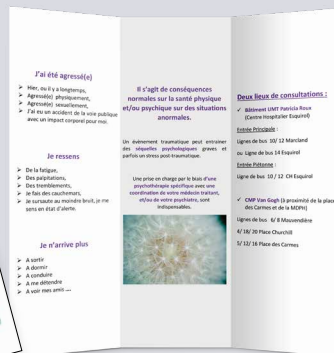 J'ai été agressé(e)
➢ Hier, ou il y a longtemps,
➢ Agressé(e) physiquement,
➢ Agressé(e) sexuellement,
➢ J'ai eu un accident de la voie publique
avec un impact corporel pour moi.
Je ressens
➢ De la fatigue,
➢ Des palpitations,
➢ Des tremblements,
➢ Je fais des cauchemars,
➢ Je sursaute au moindre bruit, je me
sens en état d'alerte.
Je n'arrive plus
➢ A sortir
➢ A dormir
➢ A conduire
➢ A me détendre
➢ A voir mes amis ....
Il s'agit de conséquences
normales sur la santé physique
et/ou psychique sur des situations
anormales.
Un évènement traumatique peut entrainer
des séquelles psychologiques graves et
parfois un stress post-traumatique.
Une prise en charge par le biais d'une
psychothérapie spécifique avec une
coordination de votre médecin traitant,
et/ou de votre psychiatre, sont
indispensables.
Deux lieux de consultations :
✓ Bâtiment UMT Patricia Roux
(Centre Hospitalier Esquirol)
Entrée Principale :
Lignes de bus 10/ 12 Marcland
ou Ligne de bus 14 Esquirol
Entrée Piétonne :
Ligne de bus 10 / 12 CH Esquirol
✓ CMP Van Gogh (à proximité de la place
des Carmes et de la MDPH)
Lignes de bus 6/ 8 Mauvendière
4/ 18/ 20 Place Churchill
5/ 12/ 16 Place des Carmes